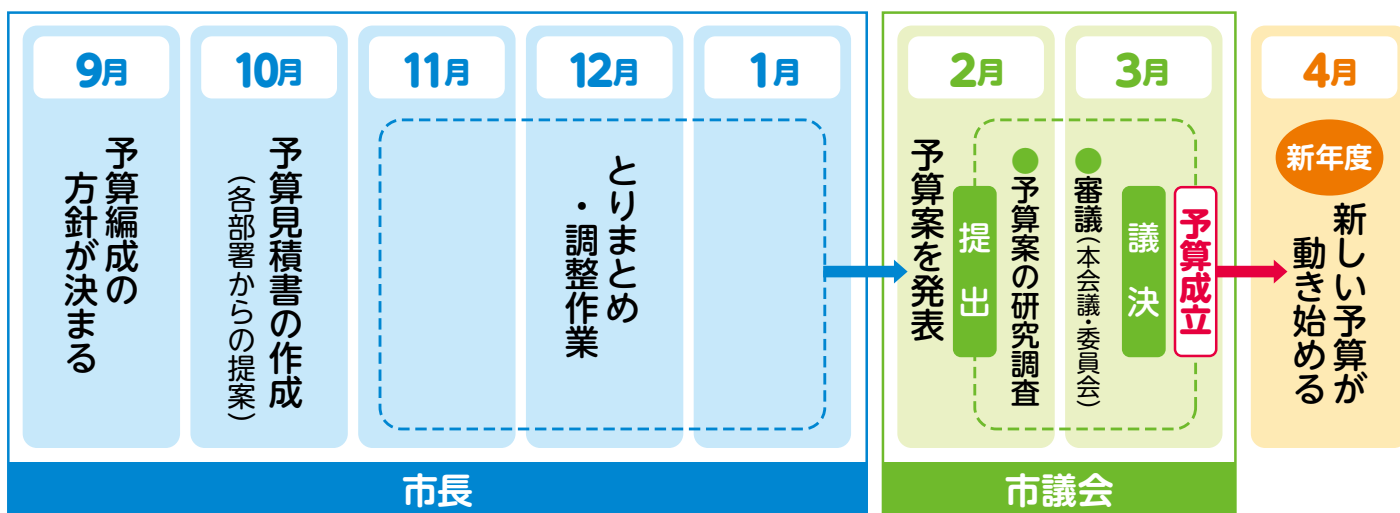 9月
予算編成の
方針が決まる
10月
予算見積書の作成
（各部署からの提案）
11月
12月
1月
とりまとめ
・調整作業
市長
2月
予算案を発表
提出
●予算案の研究調査
3月
●審議（本会議・委員会）
議決
予算成立
市議会
4月
新年度
新しい予算が
動き始める